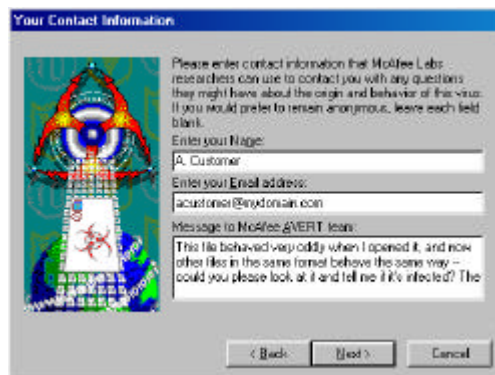 Your Contact Information
Please enter contact information that McAfee Labs
researchers can use to contact you with any questions
they might have about the origin and behavior of this virus.
If you would prefer to remain anonymous, leave each field
blank.
Enter your Name:
A. Customer
Enter your Email address:
acustomer@mydomain.com
Message to McAfee AVERT team:
This file behaved very oddly when I opened it, and now
other files in the same format behave the same way --
could you please look at it and tell me if it's infected? The
< Back
Next >
Cancel